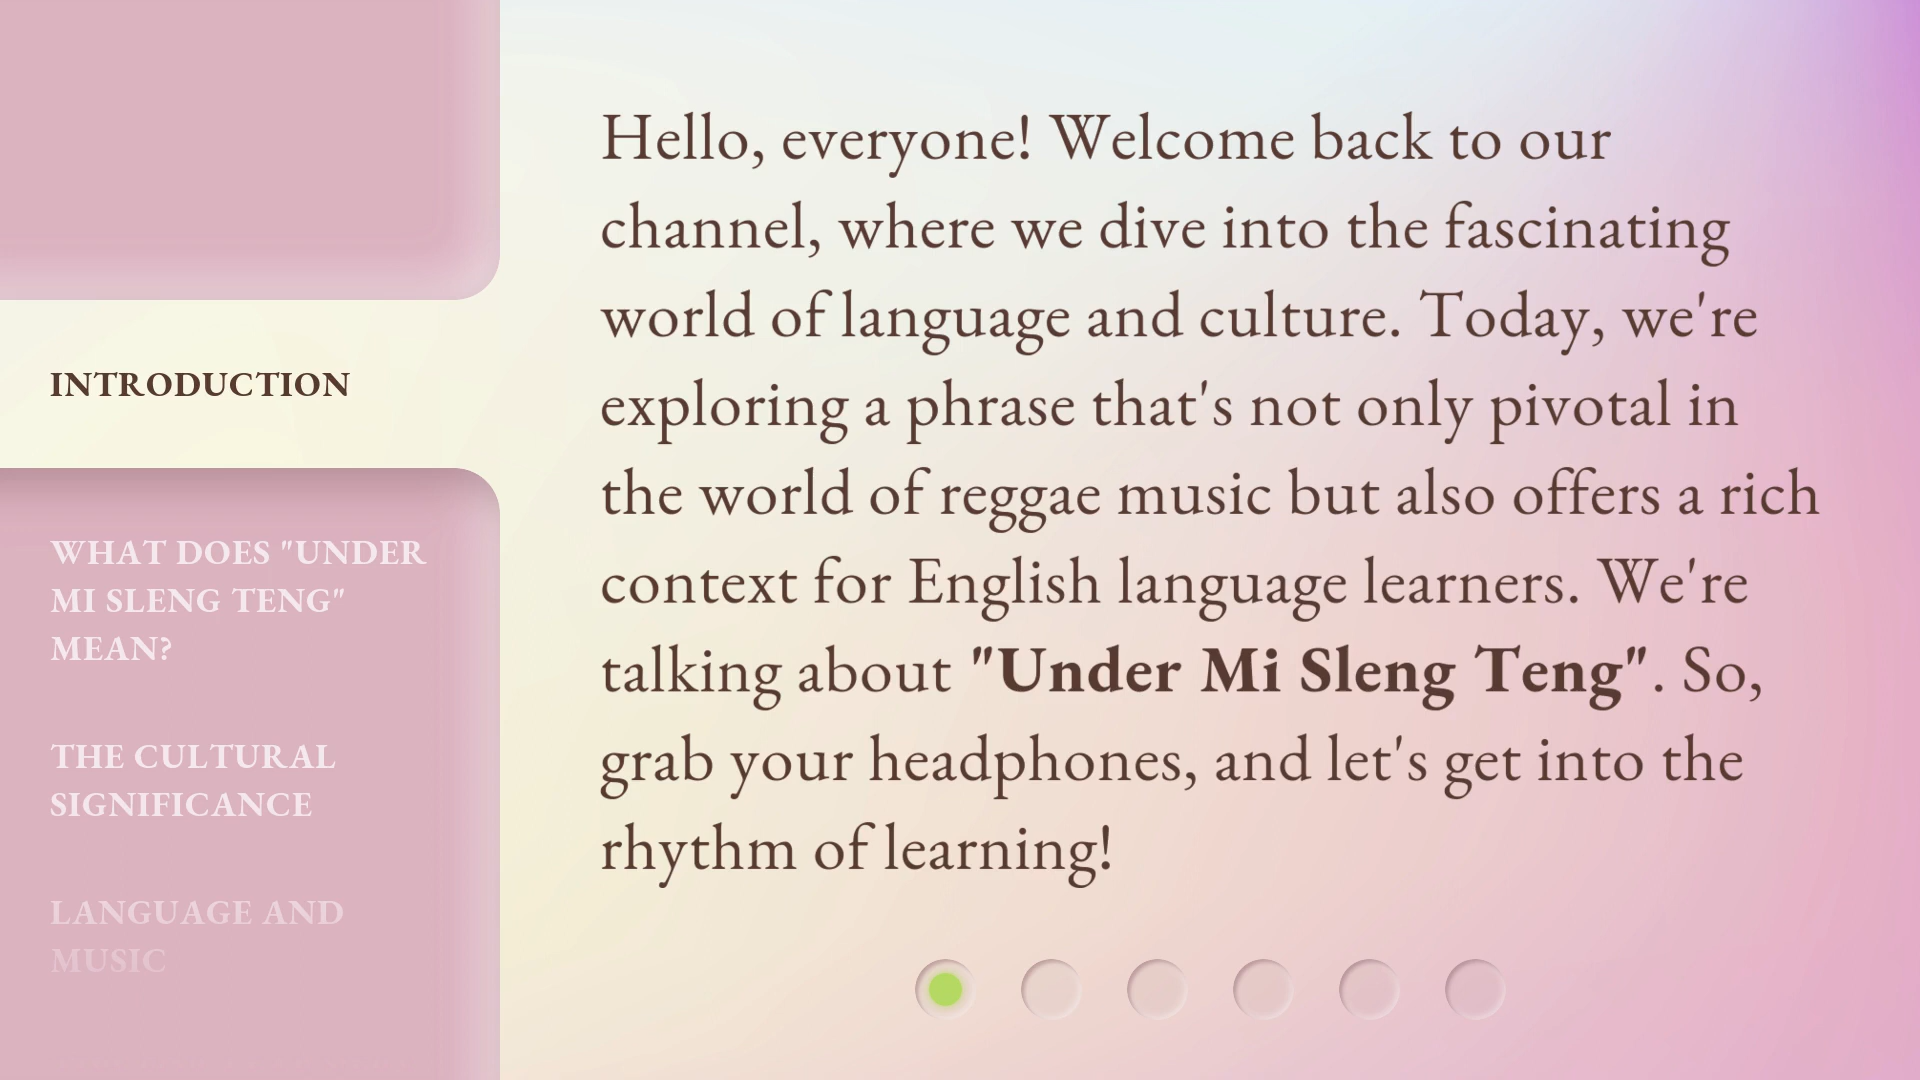 INTRODUCTION
WHAT DOES "UNDER
MI SLENG TENG"
MEAN?
THE CULTURAL
SIGNIFICANCE
LANGUAGE AND
MUSIC
Hello, everyone! Welcome back to our
channel, where we dive into the fascinating
world of language and culture. Today, we're
exploring a phrase that's not only pivotal in
the world of reggae music but also offers a rich
context for English language learners. We're
talking about "Under Mi Sleng Teng". So,
grab your headphones, and let's get into the
rhythm of learning!